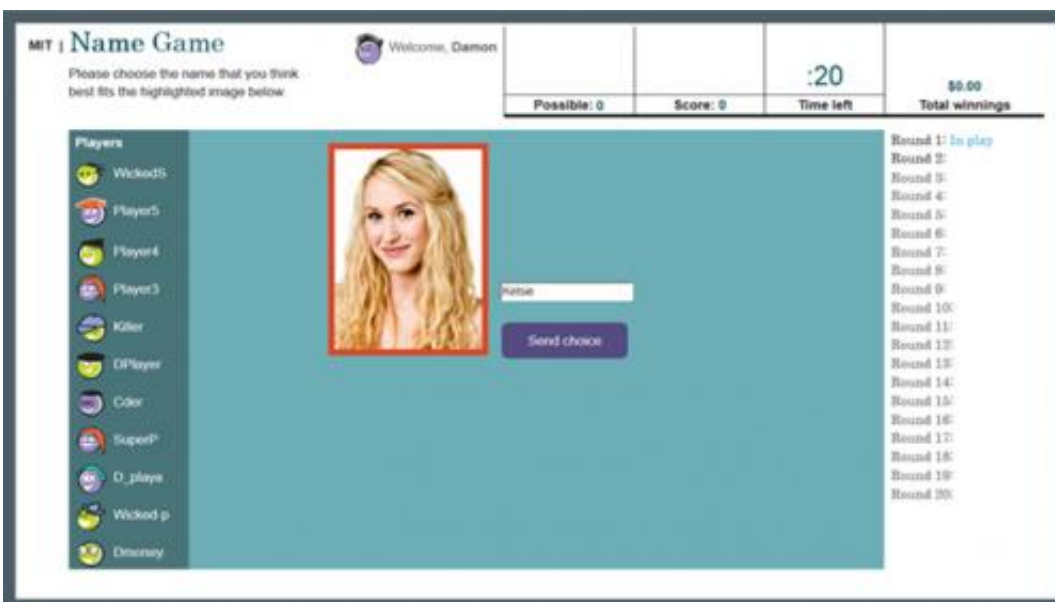 MIT | Name Game
Please choose the name that you think
best fits the highlighted image below
Welcome, Damon
Possible: 0
Score: 0
:20
Time left
$0.00
Total winnings
Players
WickedS
Player5
Player4
Player3
Killer
DPlayer
Cder
SuperP
D_playa
Wicked p
Dmoney
Kelsie
Send choice
Round 1: In play
Round 2:
Round 3:
Round 4:
Round 5:
Round 6:
Round 7:
Round 8:
Round 9:
Round 10:
Round 11:
Round 12:
Round 13:
Round 14:
Round 15:
Round 16:
Round 17:
Round 18:
Round 19:
Round 20: